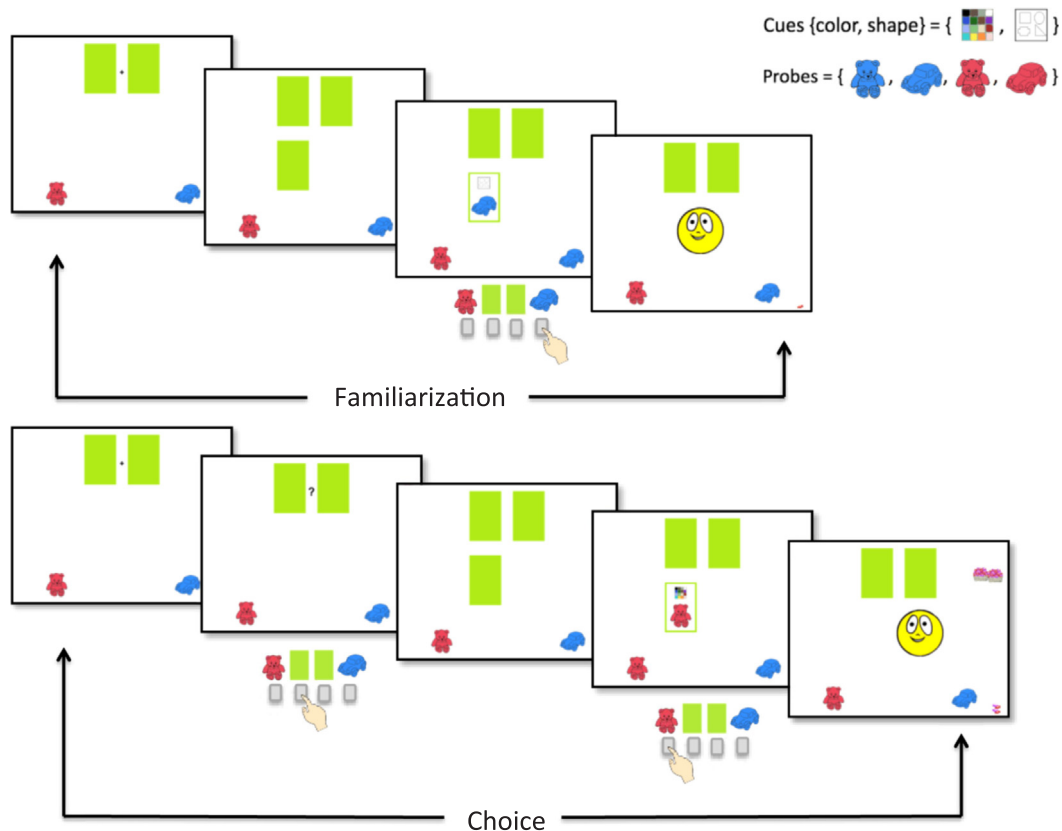 Cues {color, shape} = { , }
Probes = { , , , }
+
Familiarization
+
?
Choice